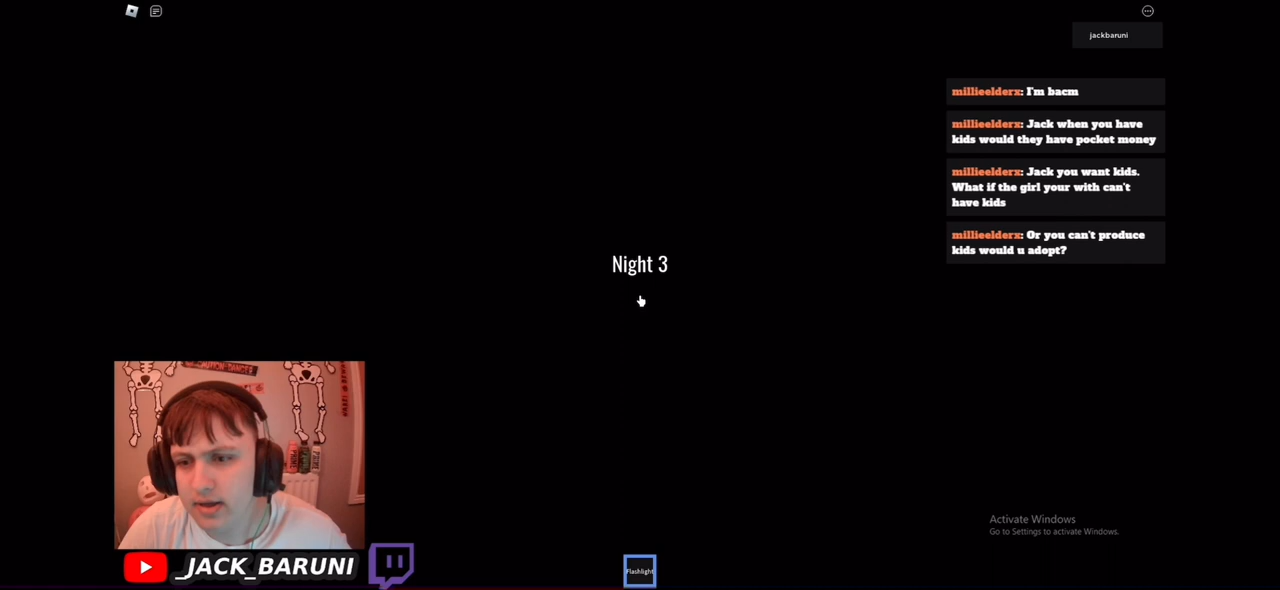 jackbaruni
millieelderx: I'm bacm
millieelderx: Jack when you have
kids would they have pocket money
millieelderx: Jack you want kids.
What if the girl your with can't
have kids
millieelderx: Or you can't produce
kids would u adopt?
Night 3
PRIME
PRIME
Activate Windows
Go to Settings to activate Windows.
_JACK_BARUNI
Flashlight